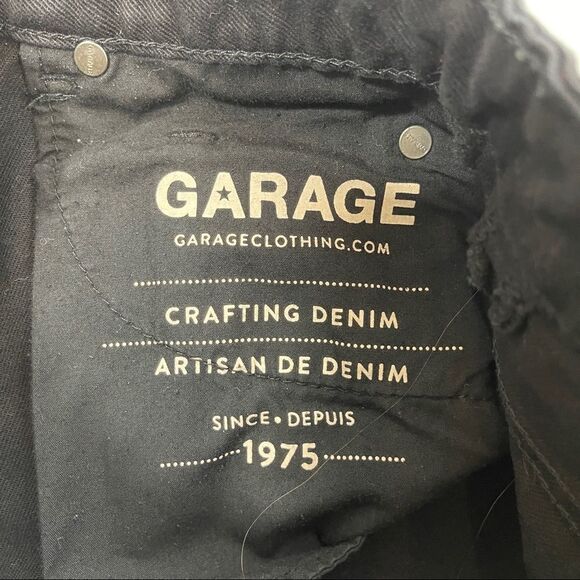 GARAGE
GARAGECLOTHING.COM
CRAFTING DENIM
ARTISAN DE DENIM
SINCE • DEPUIS
1975